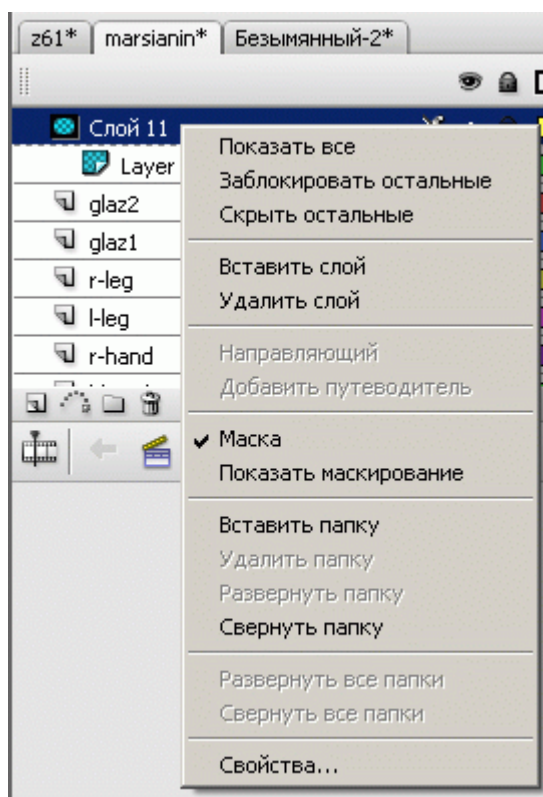 z61* marsianin* Безымянный-2*
Слой 11
Layer
glaz2
glaz1
r-leg
l-leg
r-hand
Показать все
Заблокировать остальные
Скрыть остальные
Вставить слой
Удалить слой
Направляющий
Добавить путеводитель
Маска
Показать маскирование
Вставить папку
Удалить папку
Развернуть папку
Свернуть папку
Развернуть все папки
Свернуть все папки
Свойства...